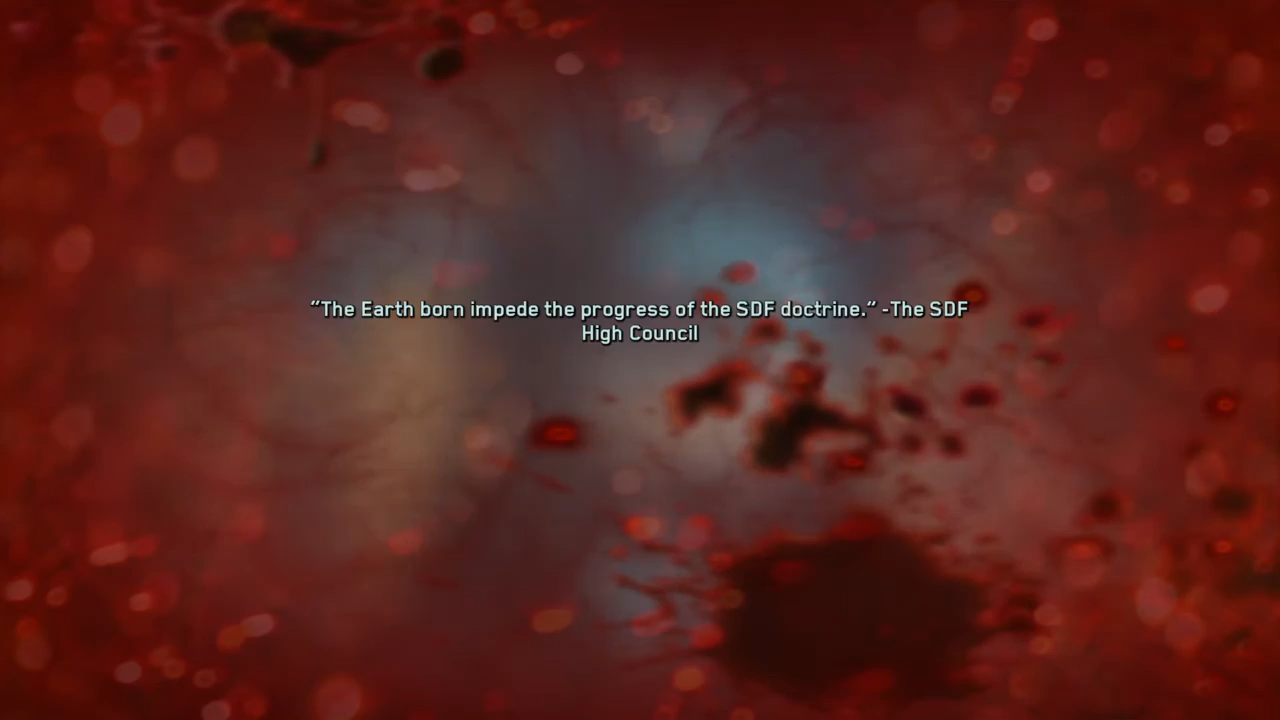 “The Earth born impede the progress of the SDF doctrine.“ -The SDF
High Council